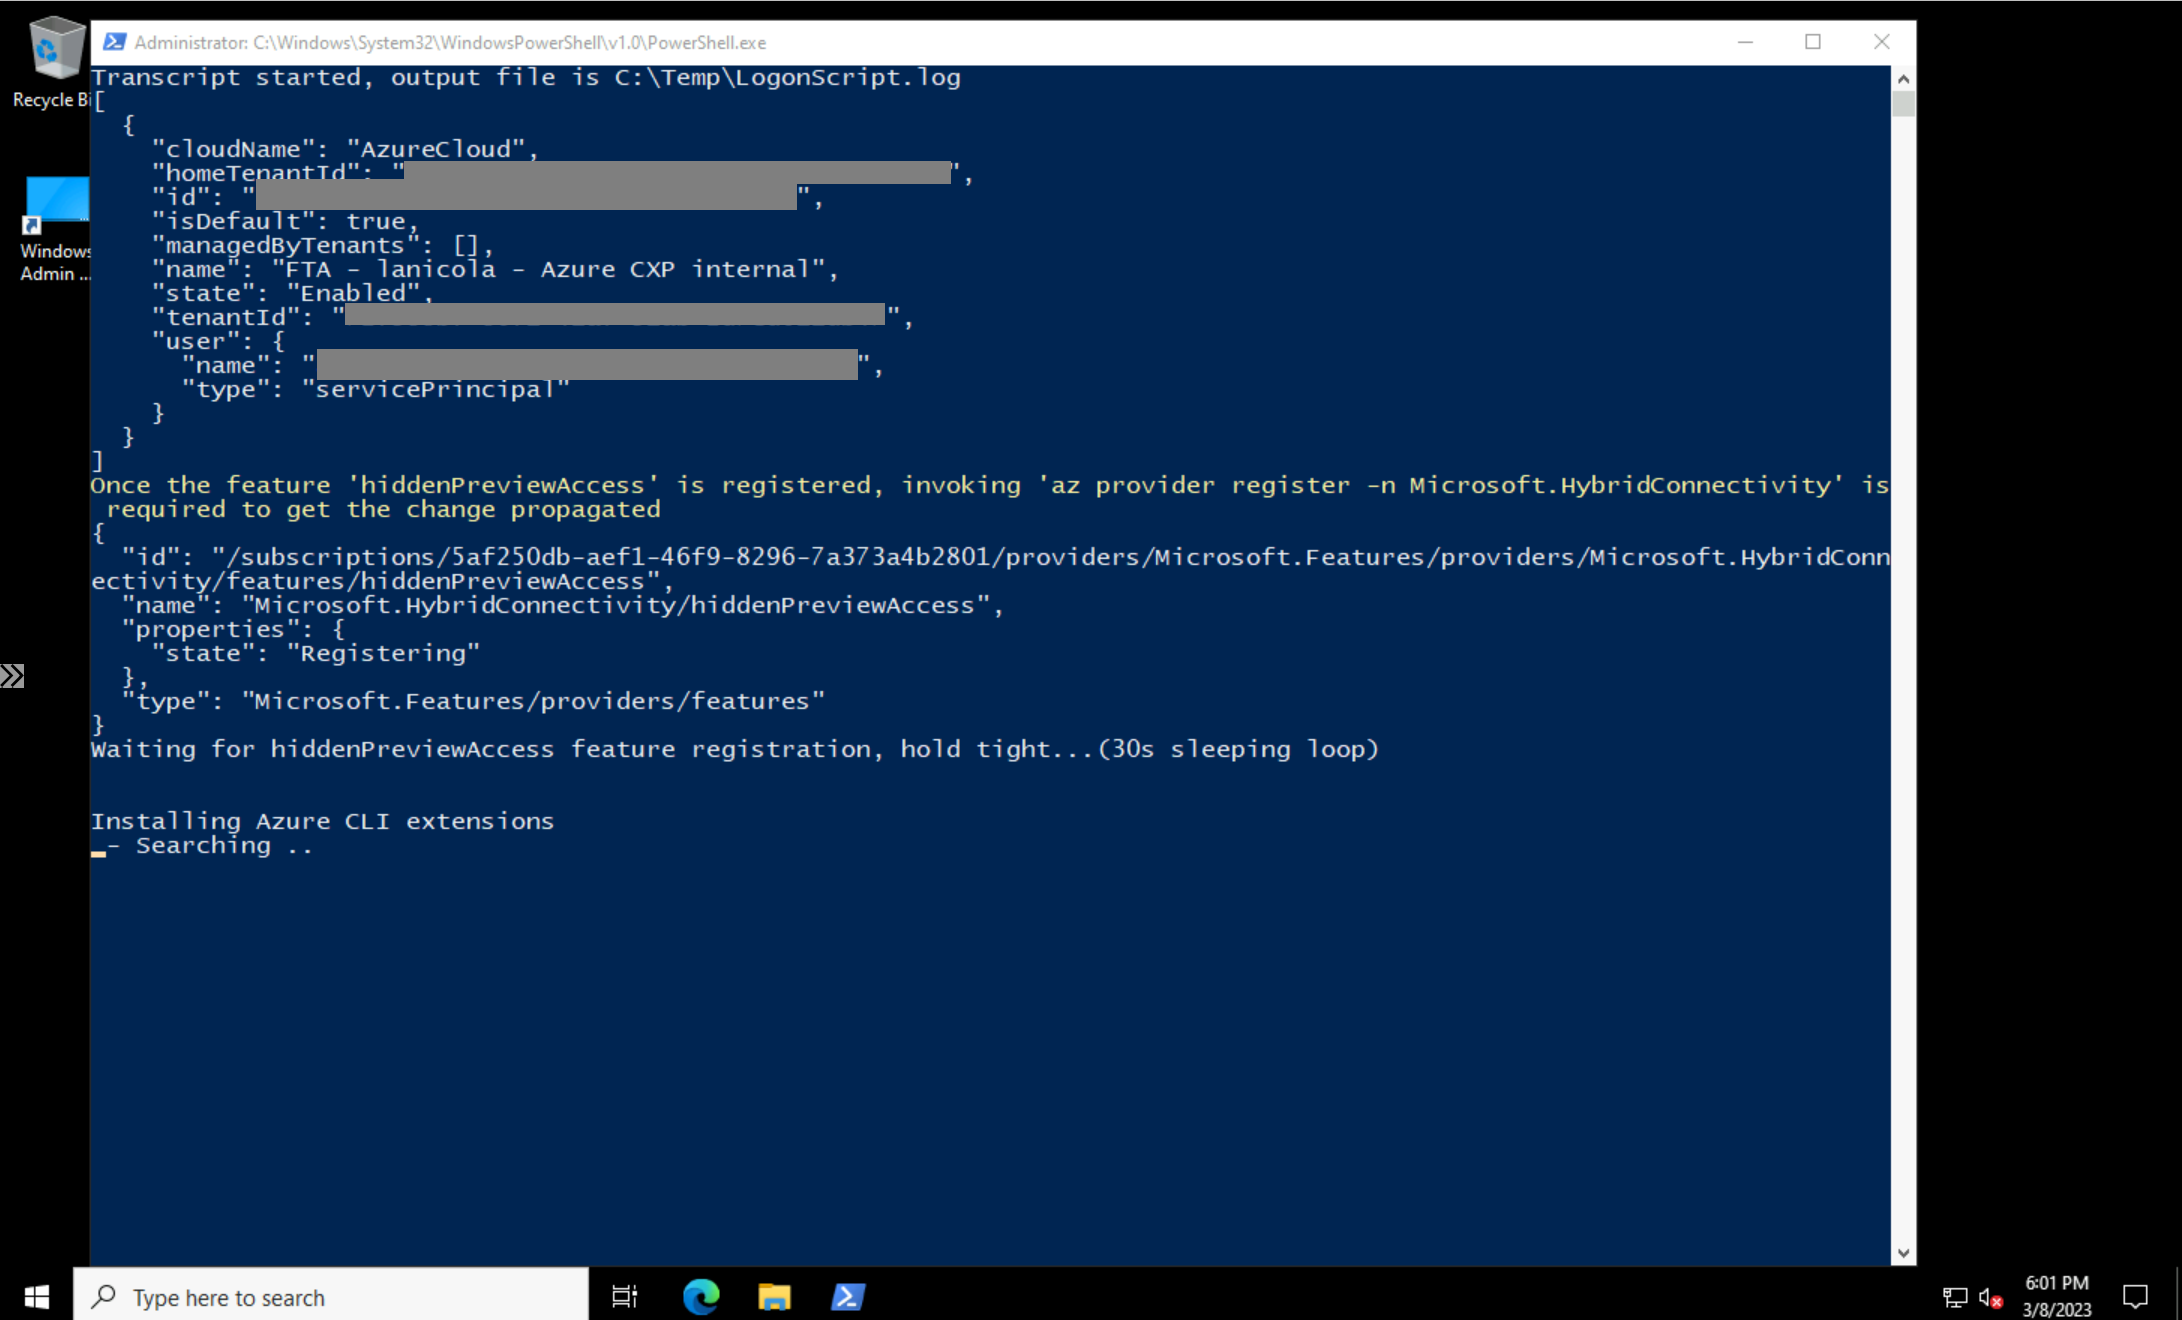 Administrator: C:\Windows\System32\WindowsPowerShell\v1.0\PowerShell.exe
Recycle Bi
Windows
Admin ...
Transcript started, output file is C:\Temp\LogonScript.log
[
  {
    "cloudName": "AzureCloud",
    "homeTenantId": "",
    "id": "",
    "isDefault": true,
    "managedByTenants": [],
    "name": "FTA - lanicola - Azure CXP internal",
    "state": "Enabled",
    "tenantId": "",
    "user": {
      "name": "",
      "type": "servicePrincipal"
    }
  }
]
Once the feature 'hiddenPreviewAccess' is registered, invoking 'az provider register -n Microsoft.HybridConnectivity' is
 required to get the change propagated
{
  "id": "/subscriptions/5af250db-aef1-46f9-8296-7a373a4b2801/providers/Microsoft.Features/providers/Microsoft.HybridConn
ectivity/features/hiddenPreviewAccess",
  "name": "Microsoft.HybridConnectivity/hiddenPreviewAccess",
  "properties": {
    "state": "Registering"
  },
  "type": "Microsoft.Features/providers/features"
}
Waiting for hiddenPreviewAccess feature registration, hold tight...(30s sleeping loop)
Installing Azure CLI extensions
 - Searching ..
Type here to search
6:01 PM
3/8/2023